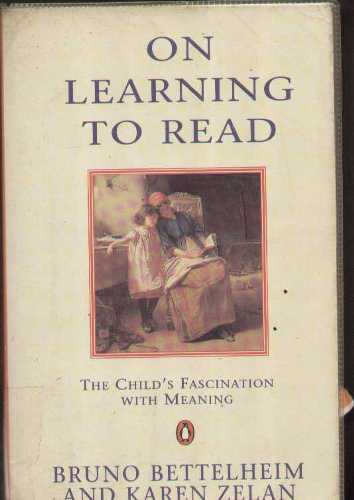 ON
LEARNING
TO READ
THE CHILD'S FASCINATION
WITH MEANING
BRUNO BETTELHEIM
AND KAREN ZELAN